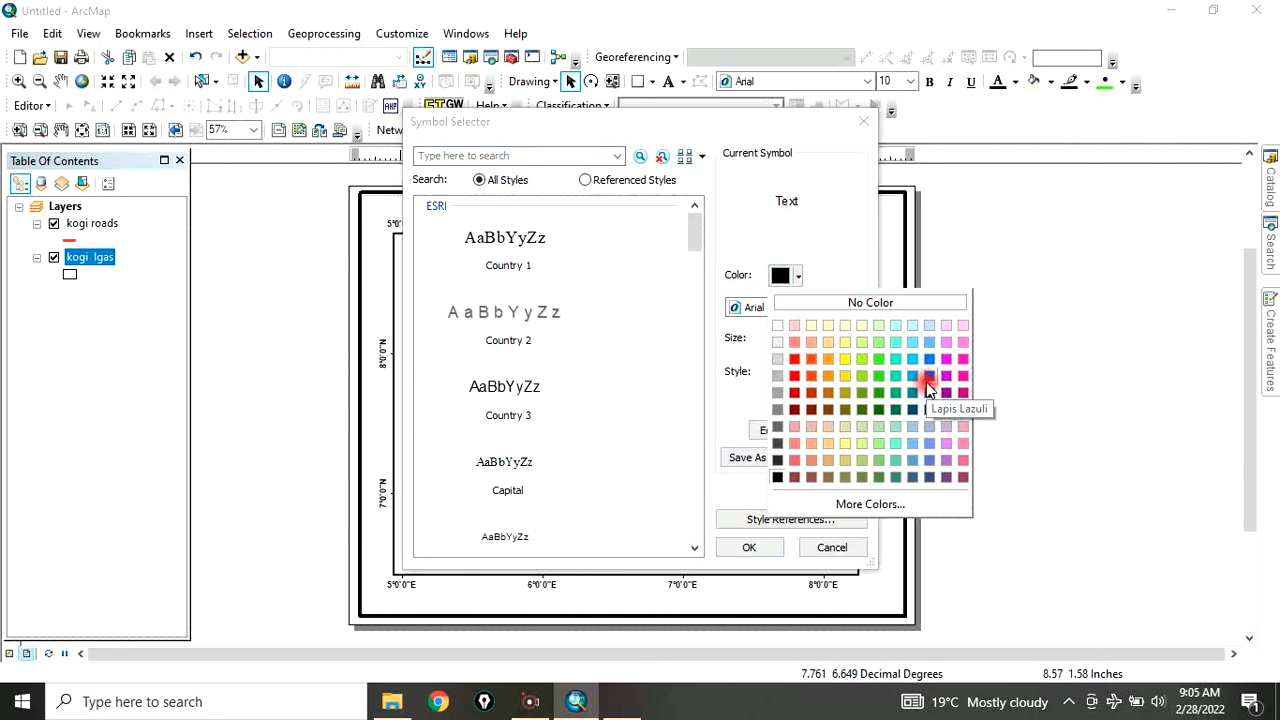 Untitled - ArcMap
File Edit View Bookmarks Insert Selection Geoprocessing Customize Windows Help
Georeferencing
Drawing A Arial 10 B I U A
Editor AHP ET GW Help Classification
57% Netw
Table Of Contents
Layers
kogi roads
kogi lgas
Symbol Selector
Type here to search
Search: All Styles Referenced Styles
ESRI
AaBbYyZz
Country 1
AaBbYyZz
Country 2
AaBbYyZz
Country 3
AaBbYyZz
Capital
AaBbYyZz
Current Symbol
Text
Color:
Arial
Size:
Style:
Save As
Style References...
OK Cancel
No Color
Lapis Lazuli
More Colors...
8°0'0"N
7°0'0"N
5°0'0"E 6°0'0"E 7°0'0"E 8°0'0"E
Catalog
Search
Create Features
7.761 6.649 Decimal Degrees 8.57 1.58 Inches
Type here to search
19°C Mostly cloudy
9:05 AM
2/28/2022
1